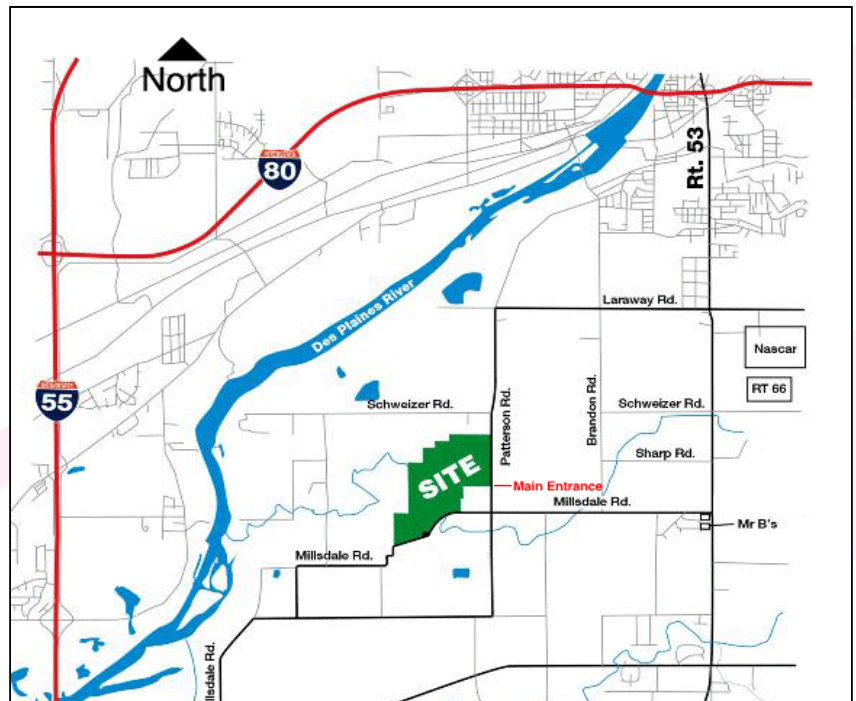 North
80
Rt. 53
Des Plaines River
Laraway Rd.
Nascar
RT 66
55
Schweizer Rd.
Schweizer Rd.
Patterson Rd.
Brandon Rd.
Sharp Rd.
SITE
Main Entrance
Millsdale Rd.
Mr B's
Millsdale Rd.
llsdale Rd.